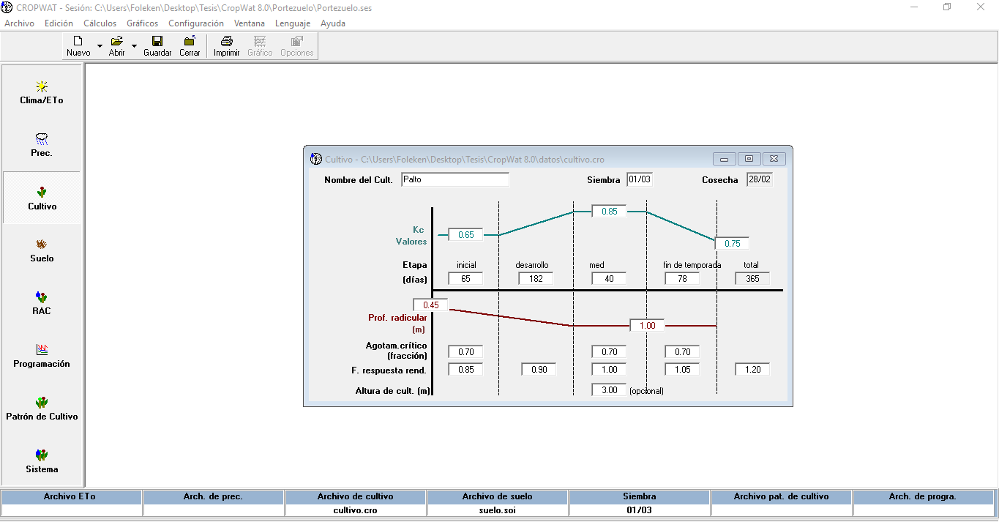 CROPWAT - Sesión: C:\Users\Foleken\Desktop\Tesis\CropWat 8.0\Portezuelo\Portezuelo.ses
Archivo Edición Cálculos Gráficos Configuración Ventana Lenguaje Ayuda
Nuevo Abrir Guardar Cerrar Imprimir Gráfico Opciones
Clima/ETo
Prec.
Cultivo
Suelo
RAC
Programación
Patrón de Cultivo
Sistema
Cultivo - C:\Users\Foleken\Desktop\Tesis\CropWat 8.0\datos\cultivo.cro
Nombre del Cult. Palto Siembra 01/03 Cosecha 28/02
0.85
Kc
Valores
0.65
0.75
Etapa inicial desarrollo med fin de temporada total
(días) 65 182 40 78 365
0.45
Prof. radicular
(m)
1.00
Agotam.crítico
(fracción)
0.70 0.70 0.70
F. respuesta rend. 0.85 0.90 1.00 1.05 1.20
Altura de cult. (m) 3.00 (opcional)
Archivo ETo Arch. de prec. Archivo de cultivo Archivo de suelo Siembra Archivo pat. de cultivo Arch. de progra.
cultivo.cro suelo.soi 01/03